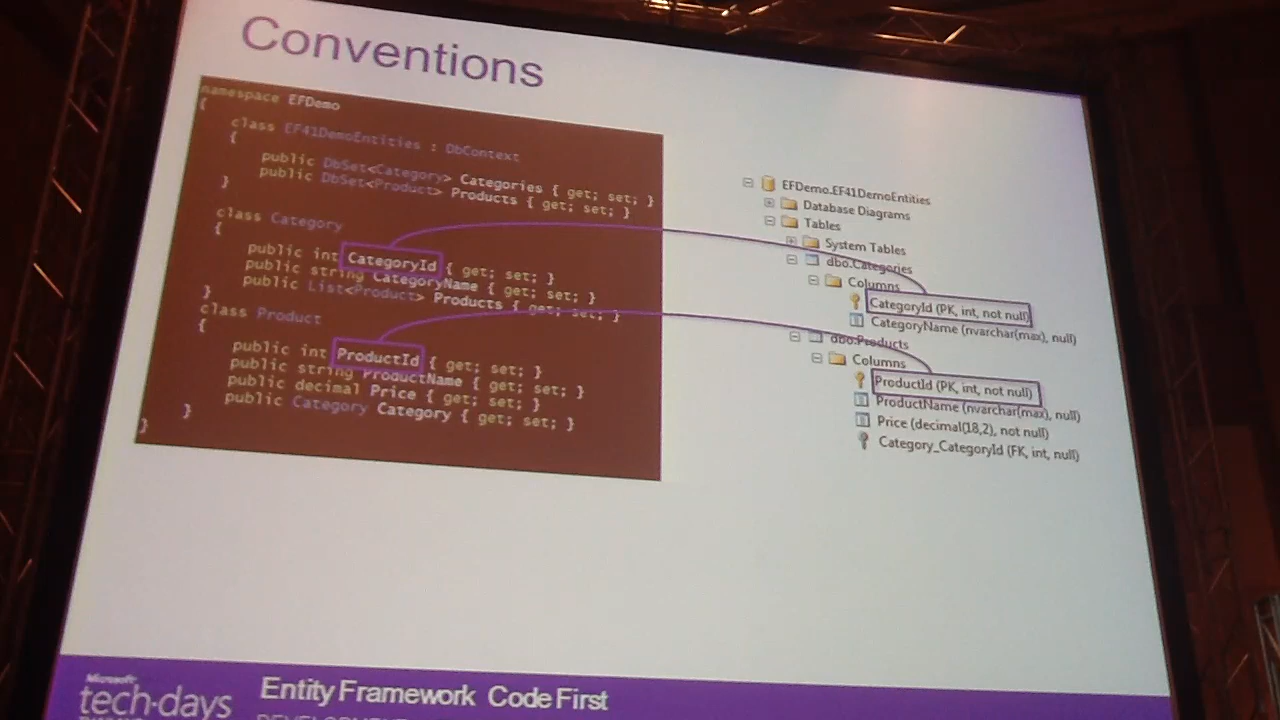 Conventions
namespace EFDemo
{
class EF41DemoEntities : DbContext
{
public DbSet<Category> Categories { get; set; }
public DbSet<Product> Products { get; set; }
}
class Category
{
public int CategoryId { get; set; }
public string CategoryName { get; set; }
public List<Product> Products { get; set; }
}
class Product
{
public int ProductId { get; set; }
public string ProductName { get; set; }
public decimal Price { get; set; }
public Category Category { get; set; }
}
}
EFDemo.EF41DemoEntities
Database Diagrams
Tables
System Tables
dbo.Categories
Columns
CategoryId (PK, int, not null)
CategoryName (nvarchar(max), null)
dbo.Products
Columns
ProductId (PK, int, not null)
ProductName (nvarchar(max), null)
Price (decimal(18,2), not null)
Category_CategoryId (FK, int, null)
Microsoft
tech·days
Entity Framework Code First